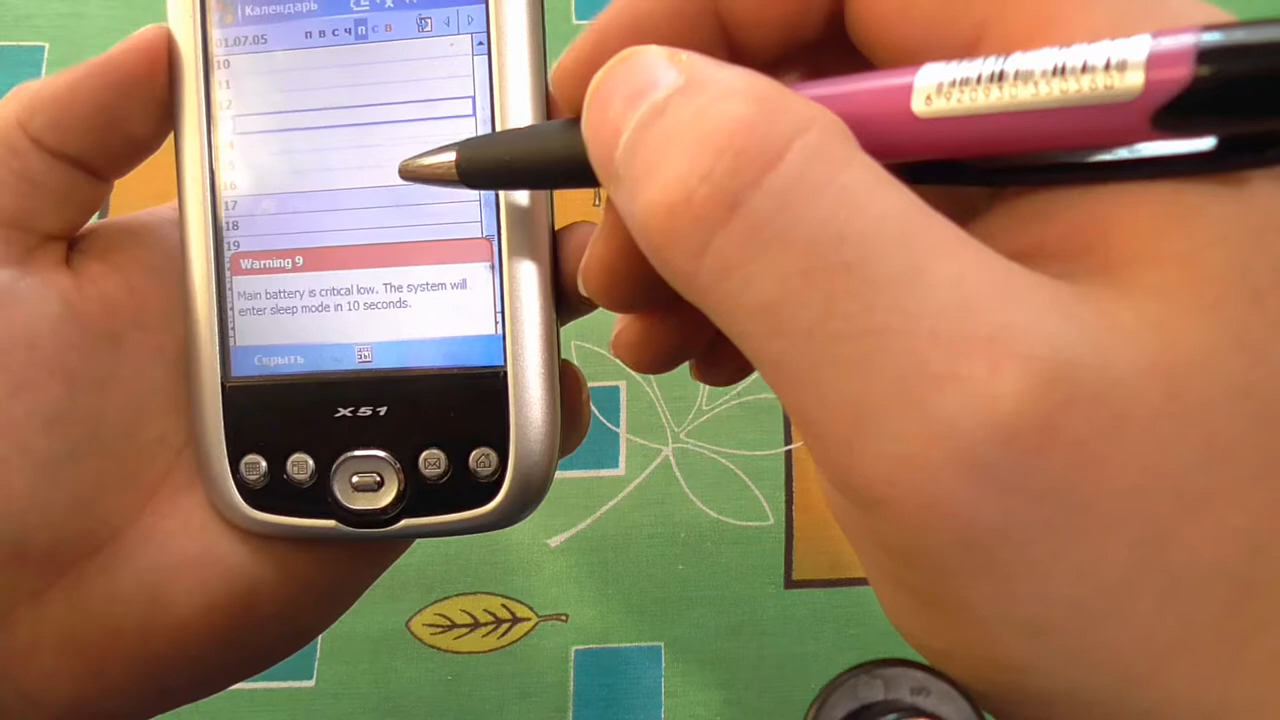 Календарь
01.07.05 П В С Ч П С В
10
11
12
16
17
18
19
Warning 9
Main battery is critical low. The system will
enter sleep mode in 10 seconds.
Скрыть
X51